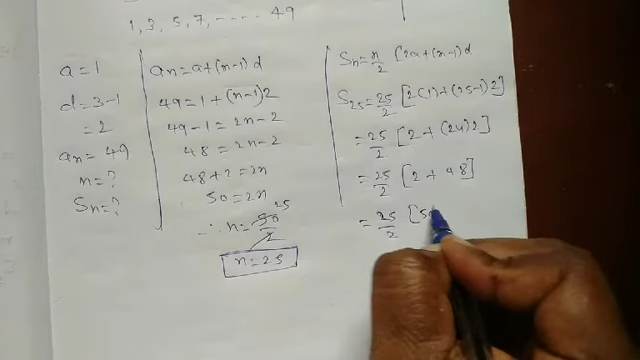 1, 3, 5, 7, ------ 49
a = 1
d = 3-1
= 2
an = 49
n = ?
Sn = ?
an = a+(n-1)d
49 = 1+(n-1)2
49-1 = 2n-2
48 = 2n-2
48+2 = 2n
50 = 2n
∴ n = 50/2 25
n = 25
Sn = n/2 [2a+(n-1)d
S25 = 25/2 [2(1)+(25-1)2]
= 25/2 [2+(24)2]
= 25/2 [2+48]
= 25/2 [50